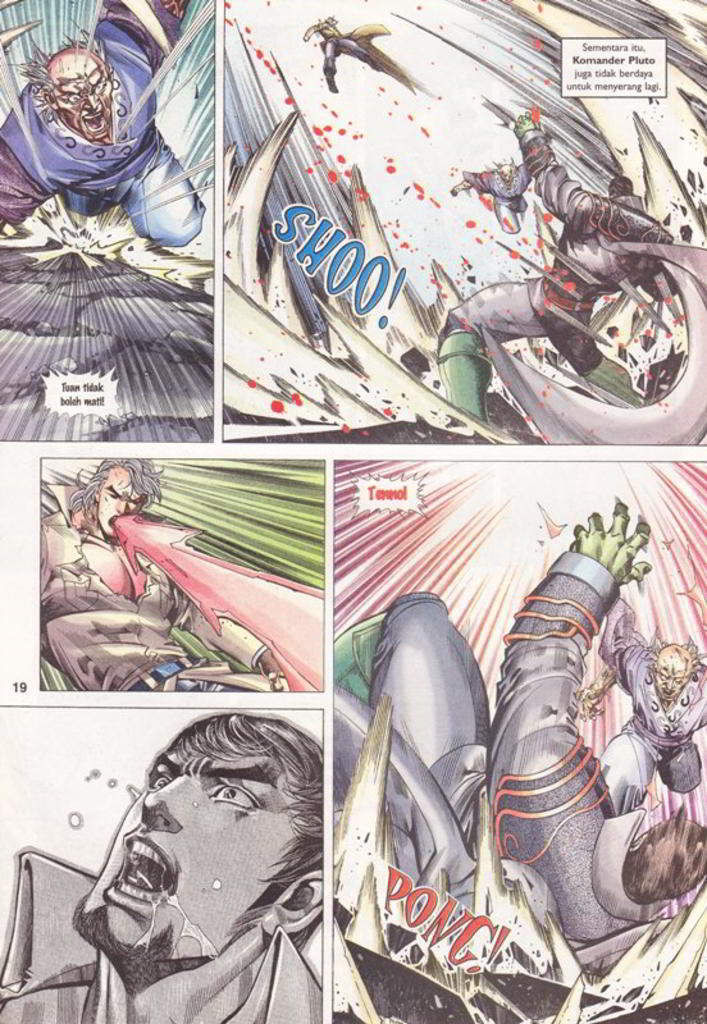 Sementara itu,
Komander Pluto
juga tidak berdaya
untuk menyerang lagi.
SHOO!
Tuan tidak
boleh mati!
Tenno!
19
PONG!